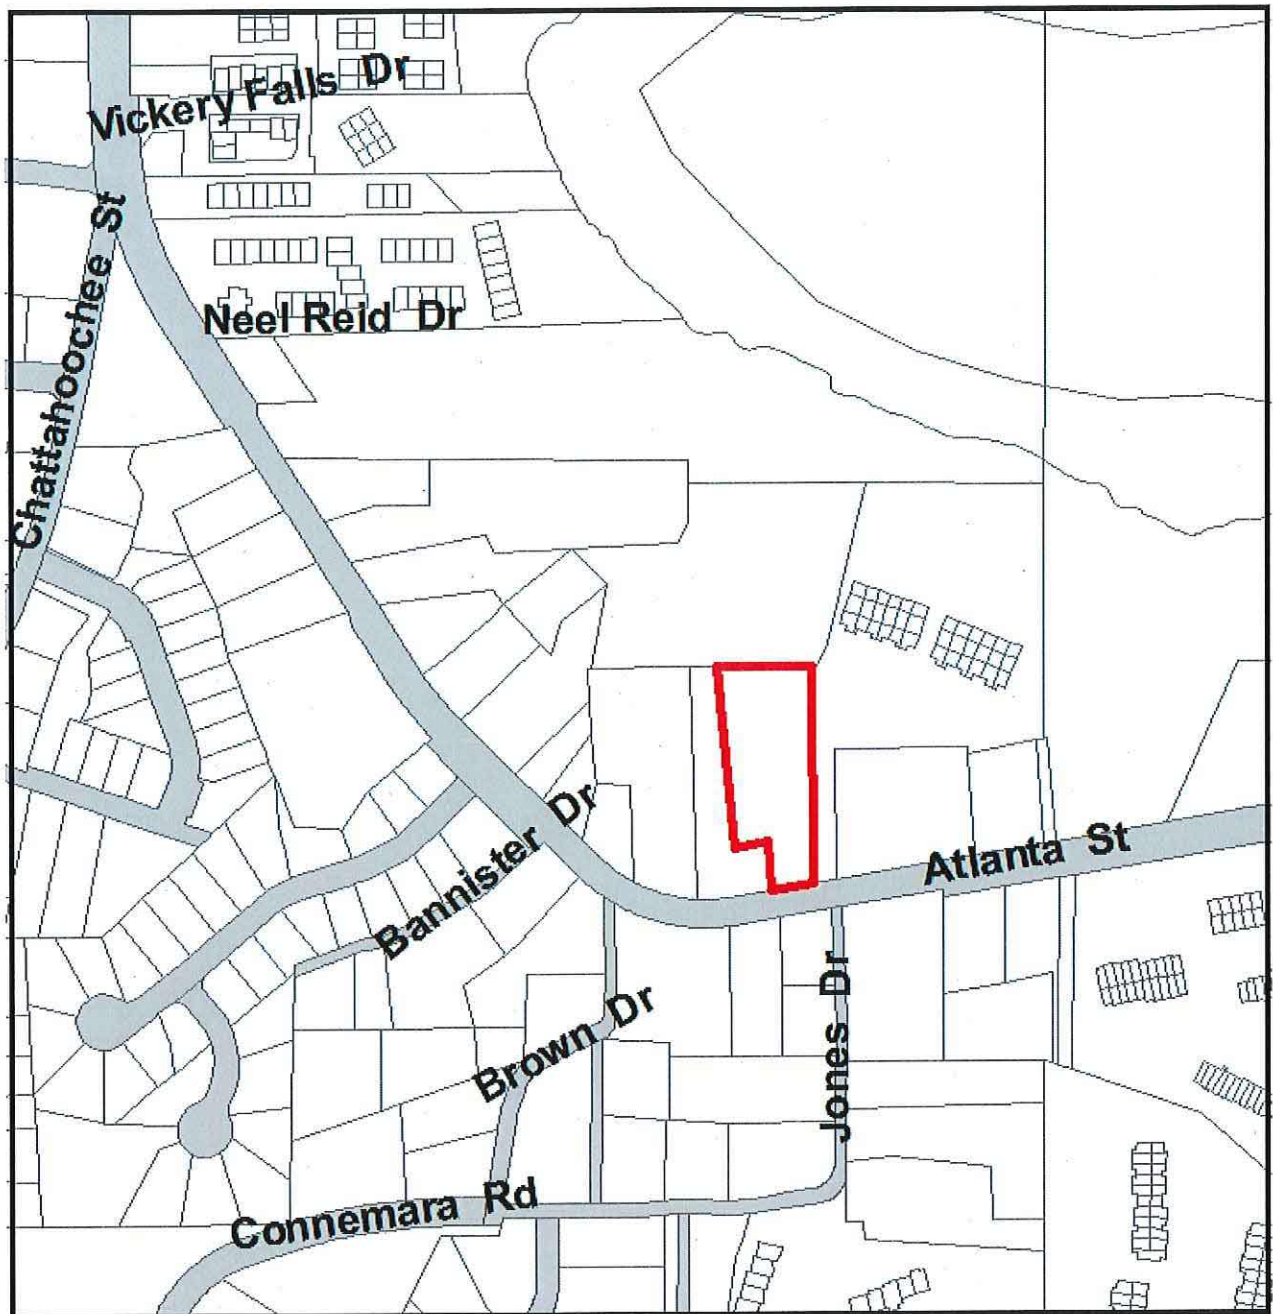 Vickery Falls Dr
Chattahoochee St
Neel Reid Dr
Bannister Dr
Atlanta St
Brown Dr
Jones Dr
Connemara Rd